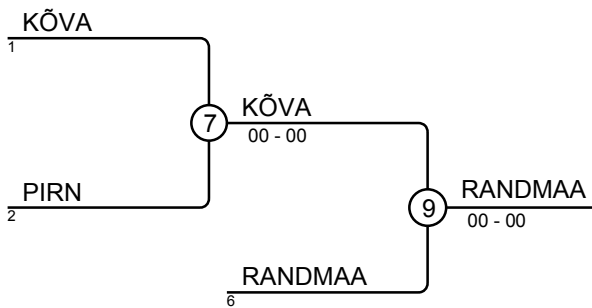 KÕVA
1
7
KÕVA
00 - 00
PIRN
2
9
RANDMAA
00 - 00
RANDMAA
6